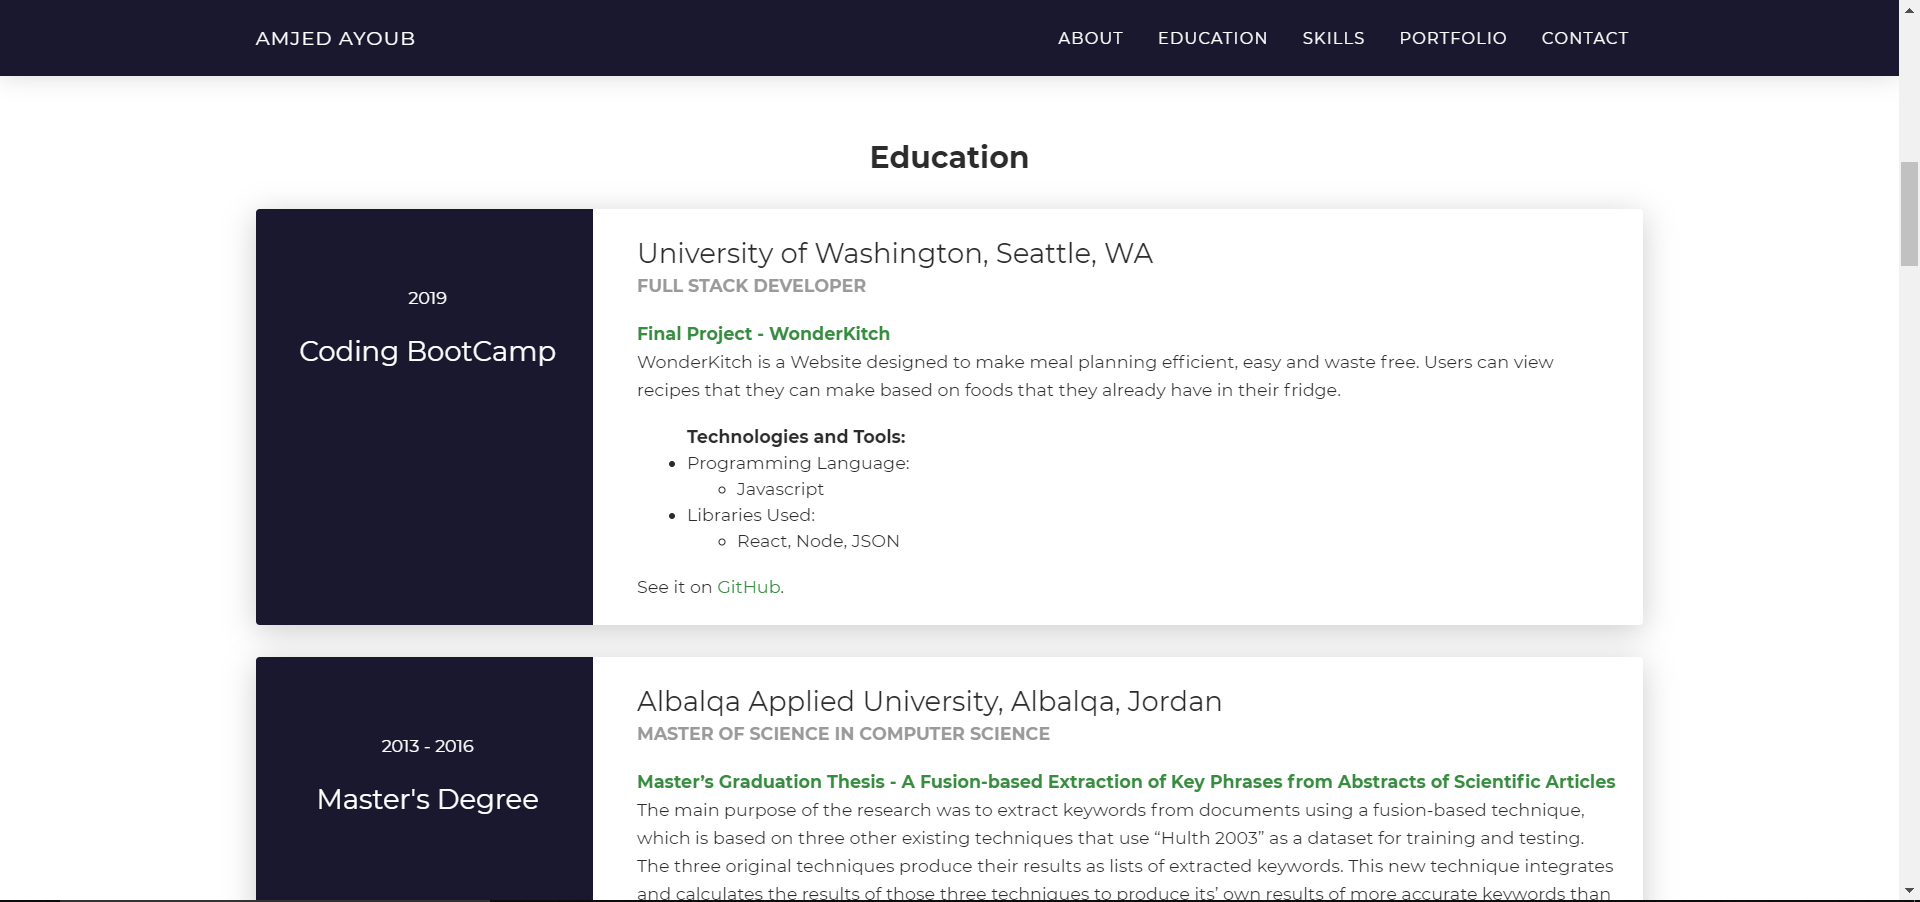 AMJED AYOUB
ABOUT EDUCATION SKILLS PORTFOLIO CONTACT
Education
2019
Coding BootCamp
University of Washington, Seattle, WA
FULL STACK DEVELOPER
Final Project - WonderKitch
WonderKitch is a Website designed to make meal planning efficient, easy and waste free. Users can view
recipes that they can make based on foods that they already have in their fridge.
Technologies and Tools:
Programming Language:
Javascript
Libraries Used:
React, Node, JSON
See it on GitHub.
2013 - 2016
Master's Degree
Albalqa Applied University, Albalqa, Jordan
MASTER OF SCIENCE IN COMPUTER SCIENCE
Master’s Graduation Thesis - A Fusion-based Extraction of Key Phrases from Abstracts of Scientific Articles
The main purpose of the research was to extract keywords from documents using a fusion-based technique,
which is based on three other existing techniques that use “Hulth 2003” as a dataset for training and testing.
The three original techniques produce their results as lists of extracted keywords. This new technique integrates
and calculates the results of those three techniques to produce its’ own results of more accurate keywords than